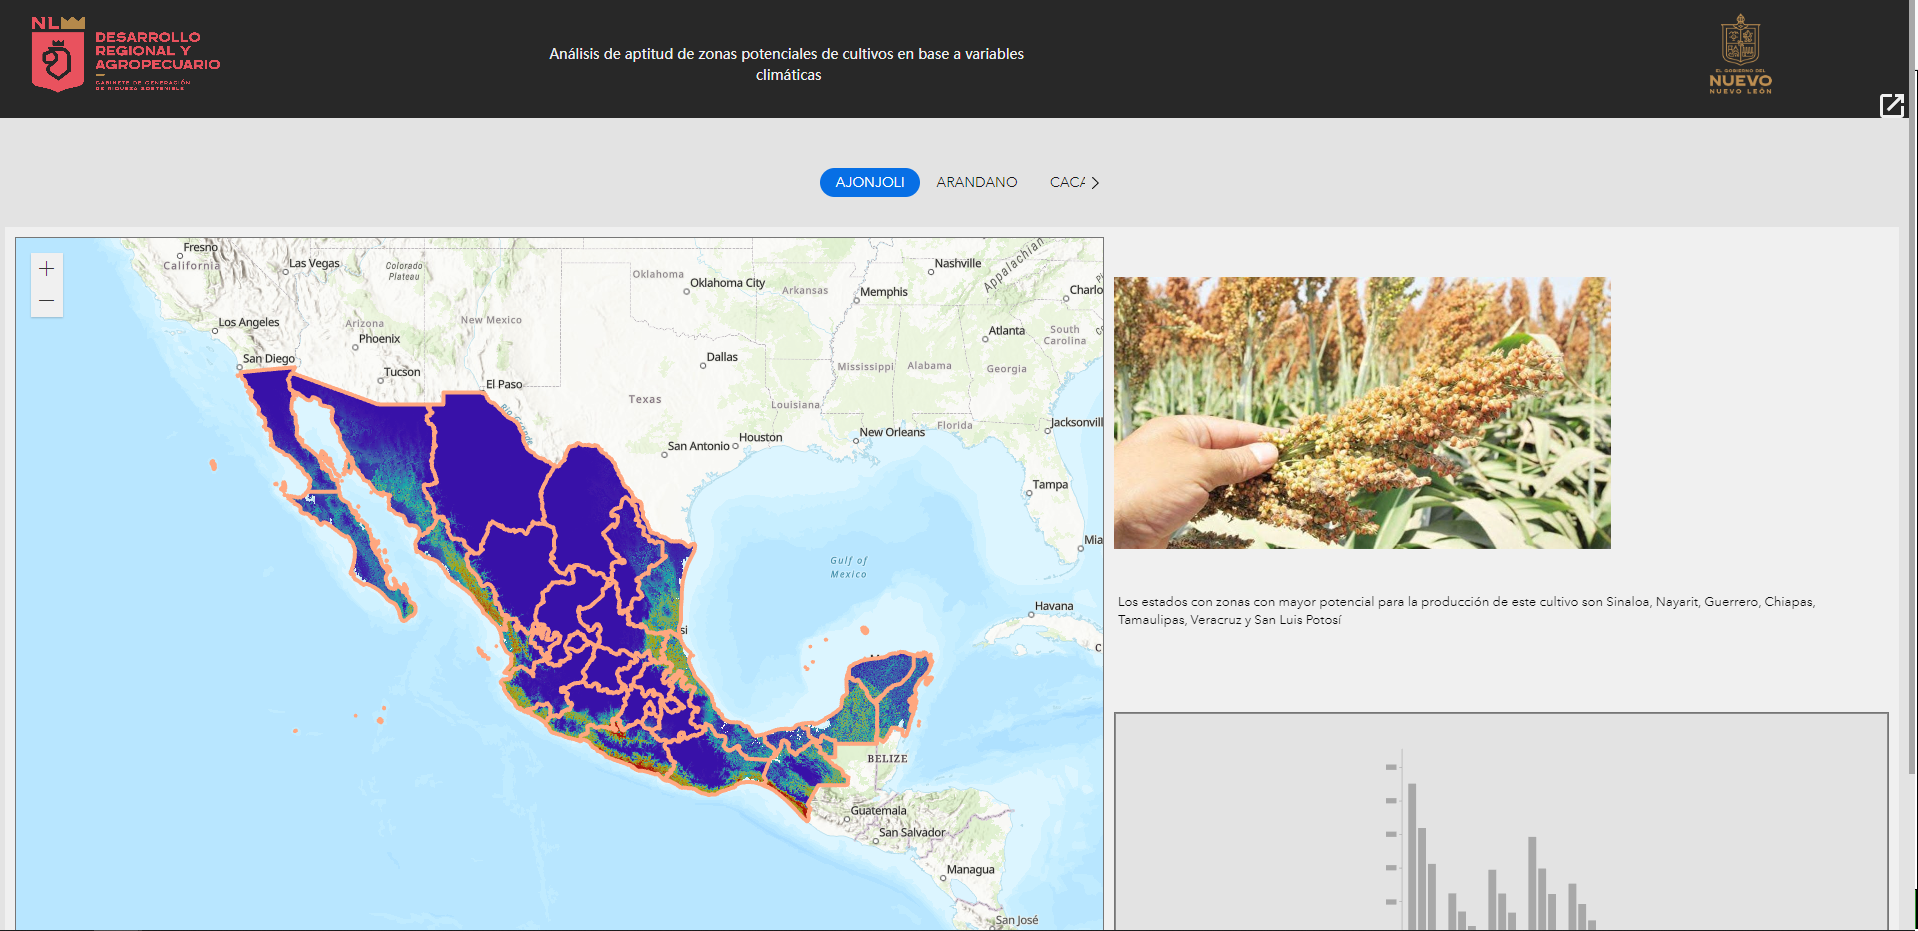 NL
DESARROLLO
REGIONAL Y
AGROPECUARIO
GABINETE DE GENERACIÓN
DE RIQUEZA SOSTENIBLE
Análisis de aptitud de zonas potenciales de cultivos en base a variables
climáticas
EL GOBIERNO DEL
NUEVO
NUEVO LEÓN
AJONJOLI
ARANDANO
CACA
+
−
Fresno
California
Las Vegas
Colorado
Plateau
Los Angeles
Arizona
Phoenix
San Diego
Tucson
New Mexico
El Paso
Rio Grande
Oklahoma
Oklahoma City
Arkansas
Memphis
Nashville
Appalachian
Charlo
Atlanta
South
Carolina
Dallas
Mississippi
Alabama
Georgia
Texas
Louisiana
San Antonio
Houston
New Orleans
Florida
Jacksonvill
Tampa
Mia
Gulf of
Mexico
Havana
C
si
BELIZE
Guatemala
San Salvador
Managua
San José
Los estados con zonas con mayor potencial para la producción de este cultivo son Sinaloa, Nayarit, Guerrero, Chiapas,
Tamaulipas, Veracruz y San Luis Potosí